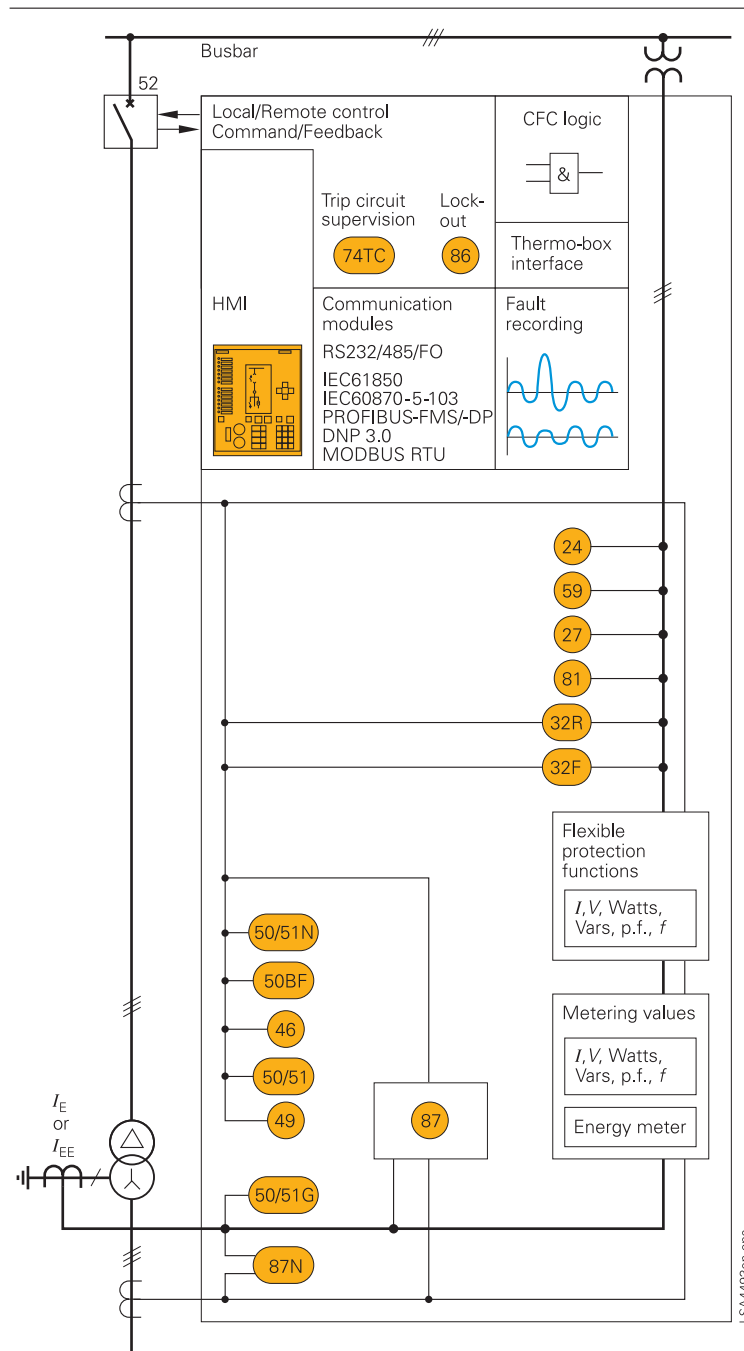 Busbar
52
Local/Remote control
Command/Feedback
CFC logic
&
Trip circuit
supervision
74TC
Lock-
out
86
Thermo-box
interface
HMI
Communication
modules
RS232/485/FO
IEC61850
IEC60870-5-103
PROFIBUS-FMS/-DP
DNP 3.0
MODBUS RTU
Fault
recording
24
59
27
81
32R
32F
Flexible
protection
functions
I,V, Watts,
Vars, p.f., f
50/51N
50BF
46
50/51
49
87
Metering values
I,V, Watts,
Vars, p.f., f
Energy meter
IE
or
IEE
50/51G
87N